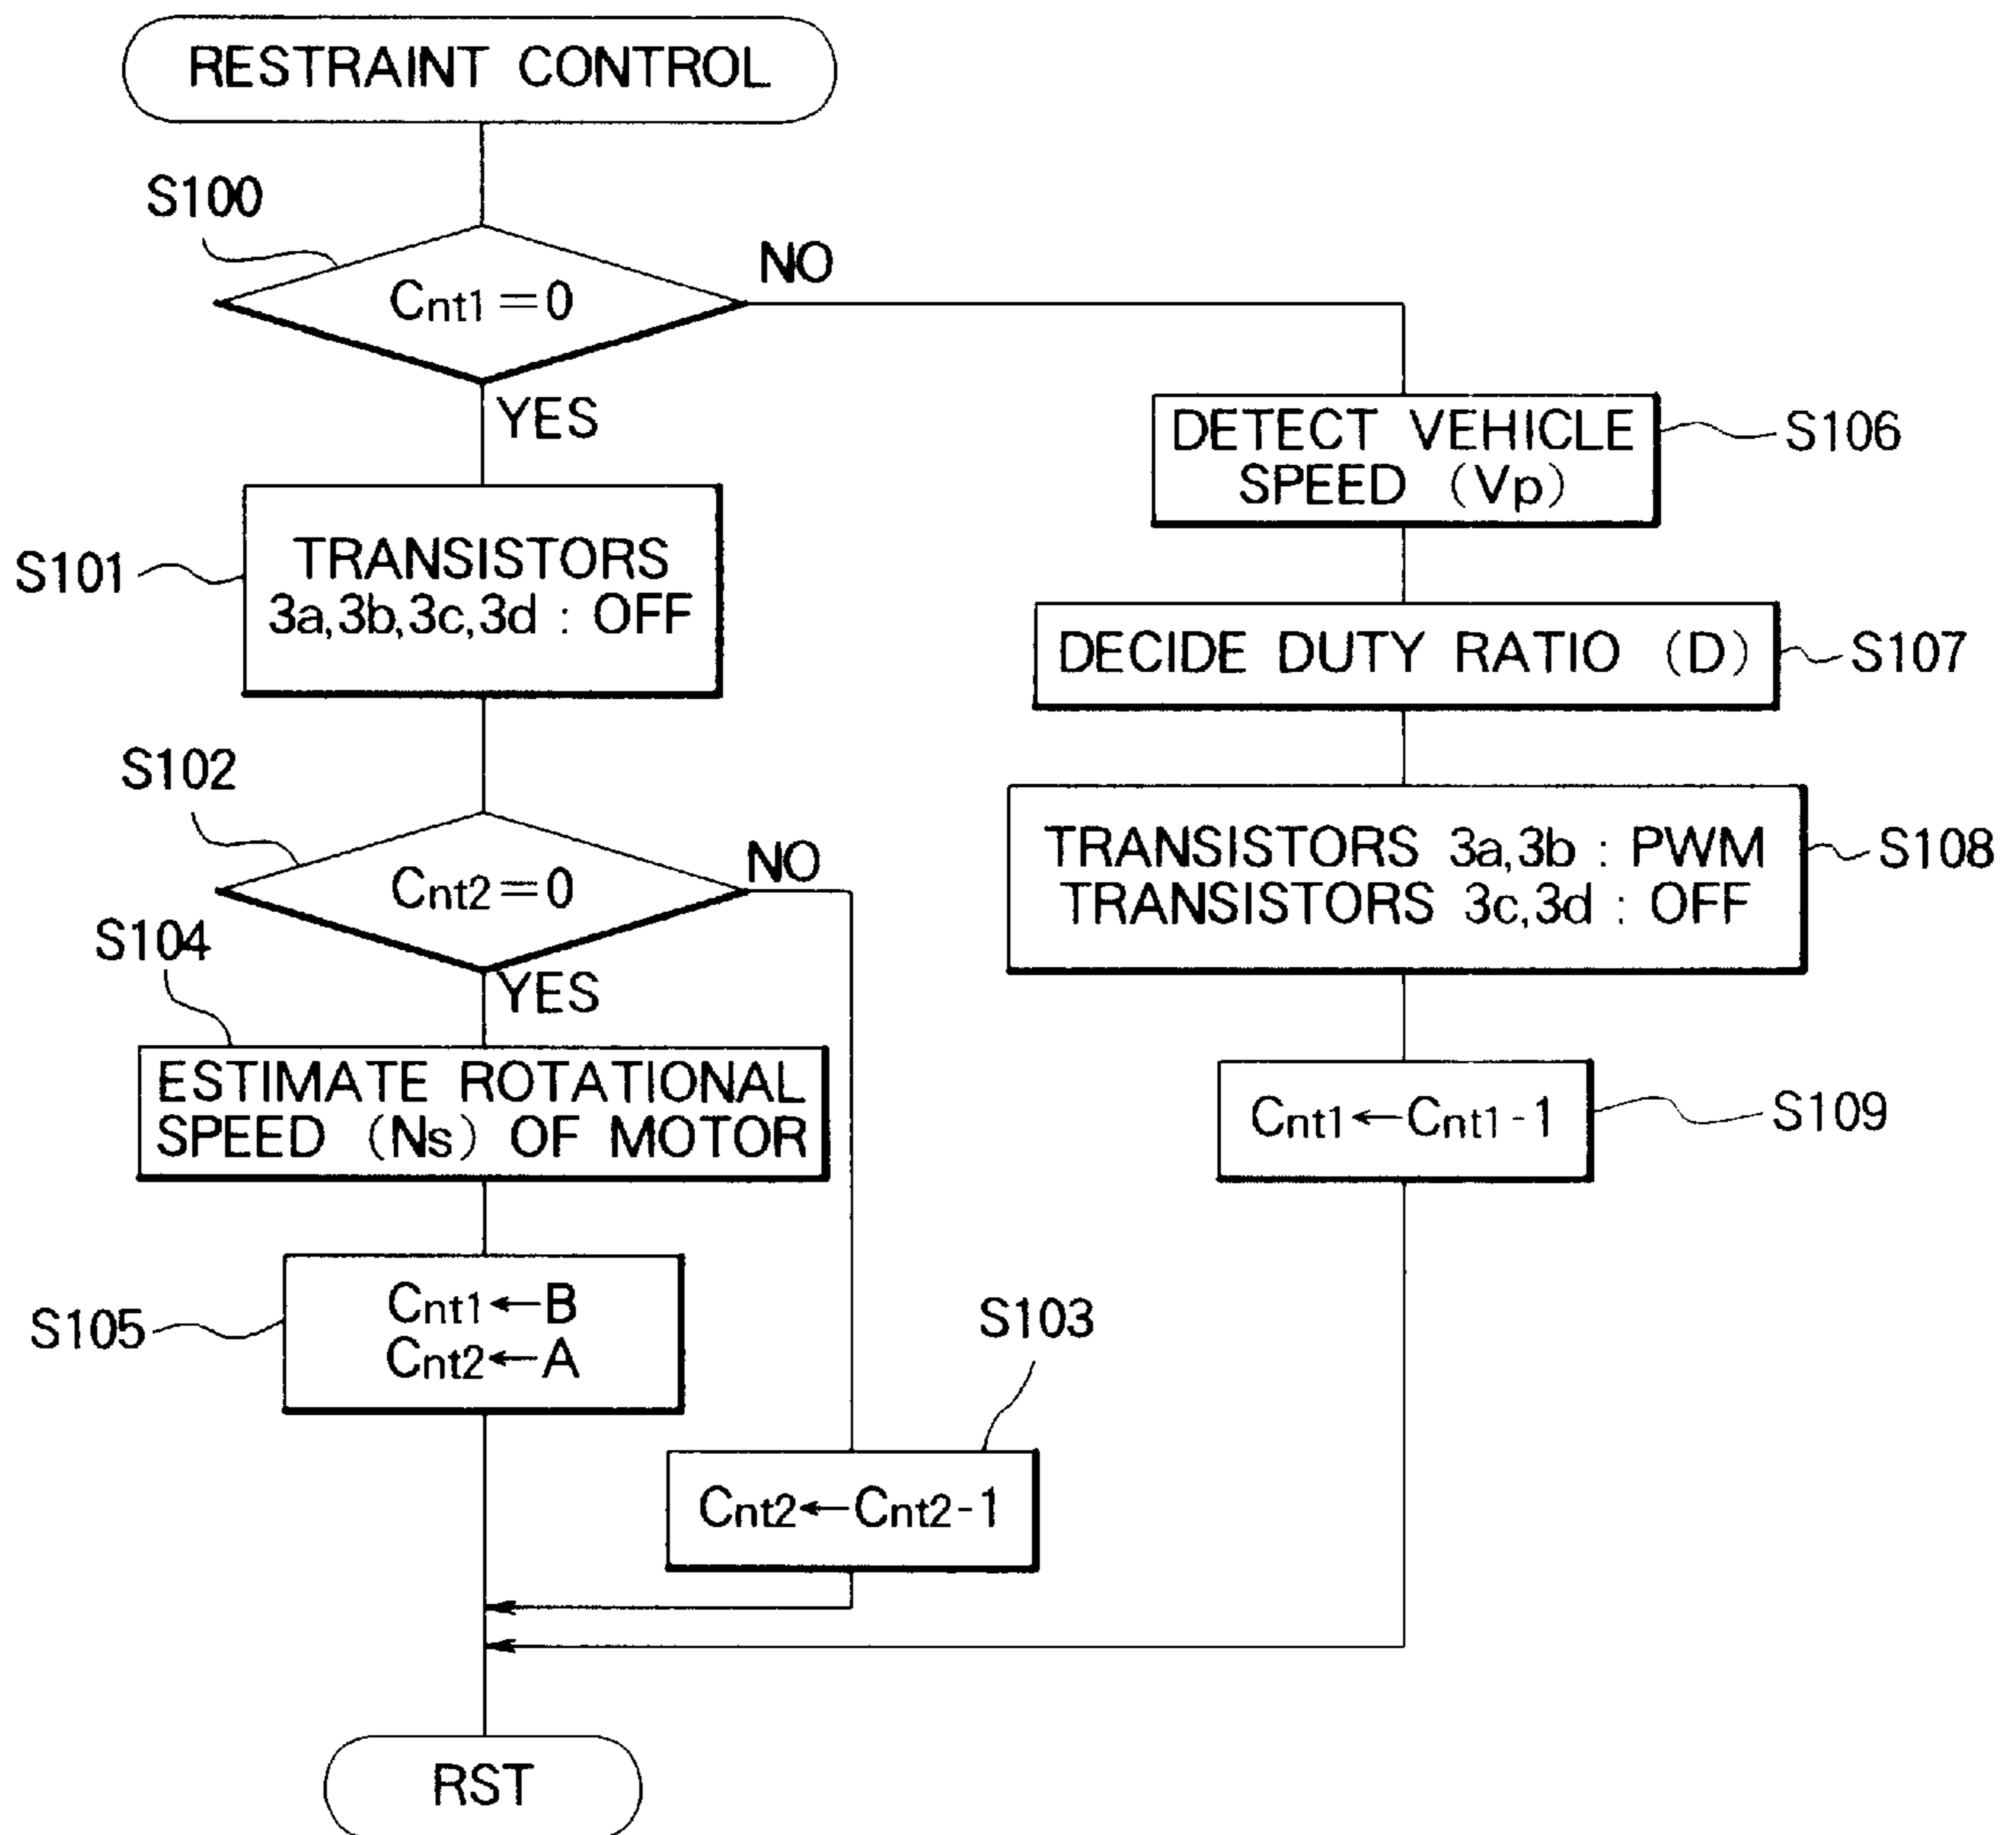 RESTRAINT CONTROL
S100
Cnt1=0
NO
YES
S101
TRANSISTORS
3a,3b,3c,3d : OFF
S102
Cnt2=0
NO
YES
S104
ESTIMATE ROTATIONAL
SPEED (Ns) OF MOTOR
S105
Cnt1←B
Cnt2←A
S103
Cnt2←Cnt2-1
DETECT VEHICLE
SPEED (Vp)
S106
DECIDE DUTY RATIO (D)
S107
TRANSISTORS 3a,3b : PWM
TRANSISTORS 3c,3d : OFF
S108
Cnt1←Cnt1-1
S109
RST